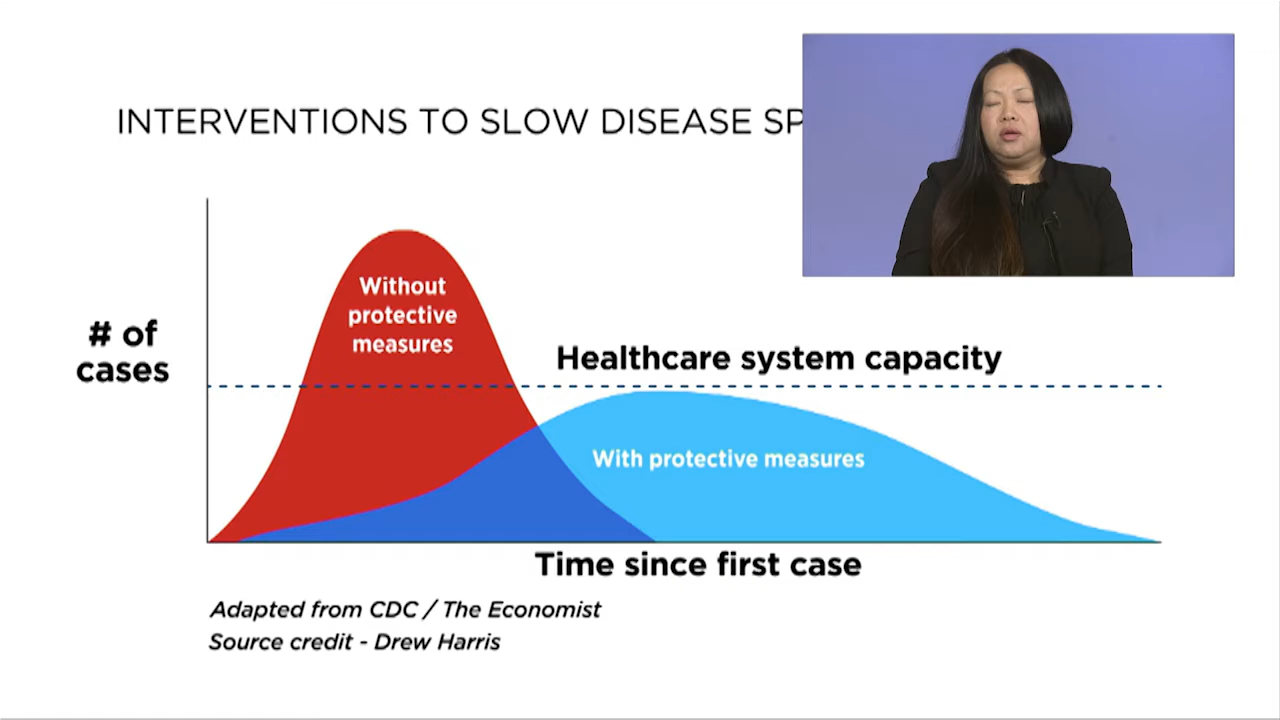 INTERVENTIONS TO SLOW DISEASE SP
Without
protective
measures
# of
cases
Healthcare system capacity
With protective measures
Time since first case
Adapted from CDC / The Economist
Source credit - Drew Harris